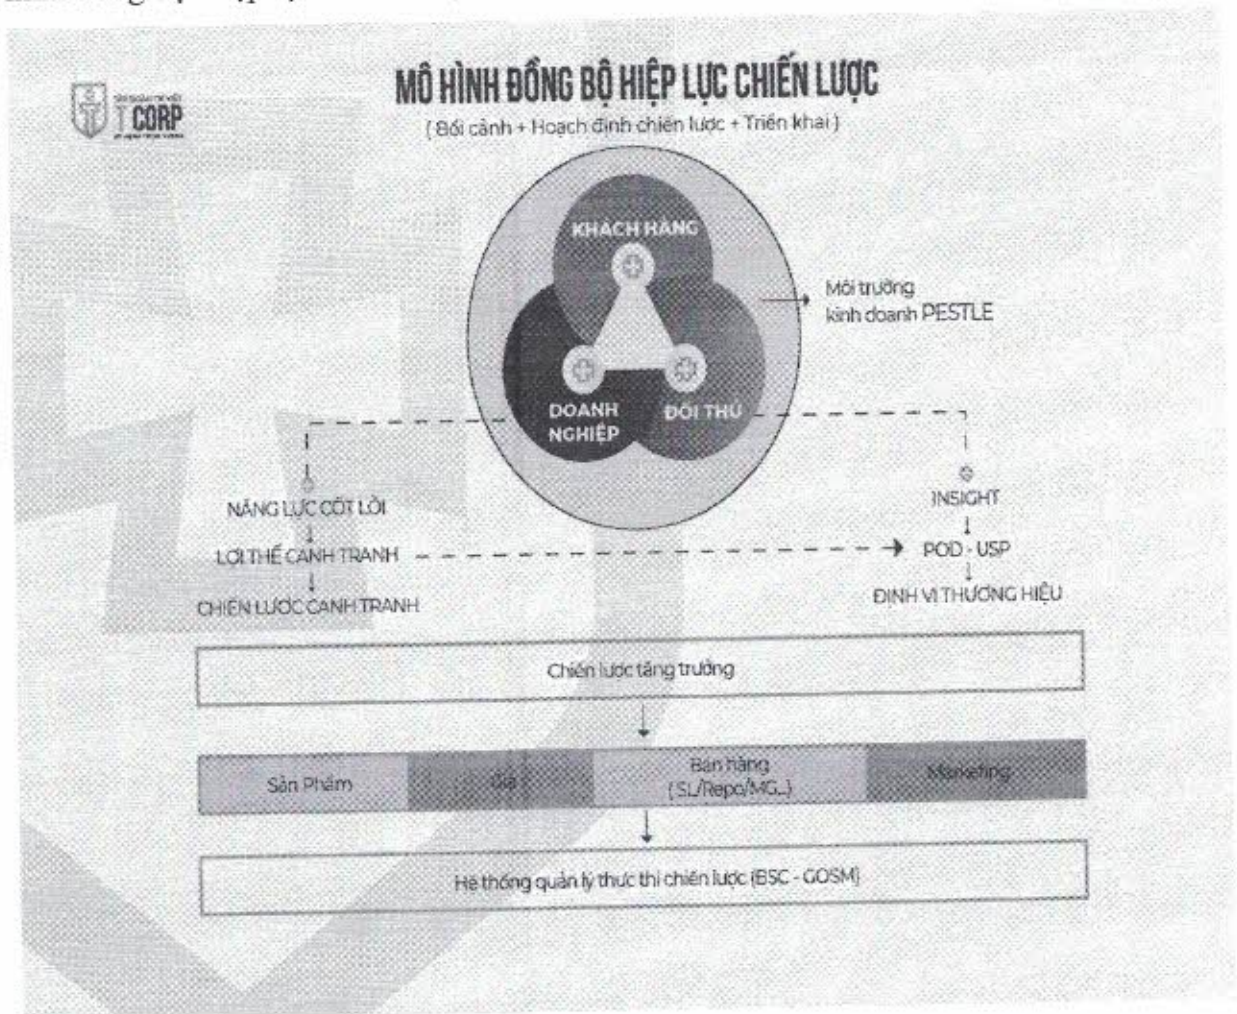 MÔ HÌNH ĐỒNG BỘ HIỆP LỰC CHIẾN LƯỢC
T CORP
( Bối cảnh + Hoạch định chiến lược + Triển khai )
KHÁCH HÀNG
Môi trường
kinh doanh PESTLE
DOANH
NGHIỆP
ĐỐI THỦ
NĂNG LỰC CỐT LÕI
LỢI THẾ CẠNH TRANH
CHIẾN LƯỢC CẠNH TRANH
INSIGHT
POD - USP
ĐỊNH VỊ THƯƠNG HIỆU
Chiến lược tăng trưởng
Sản Phẩm
Giá
Bán hàng
( SL/Repo/MG...)
Marketing
Hệ thống quản lý thực thi chiến lược (BSC - GOSM)